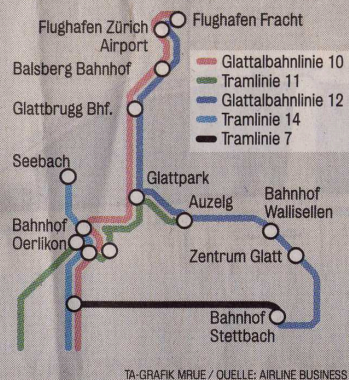 Flughafen Zürich
Airport
Flughafen Fracht
Balsberg Bahnhof
Glattbrugg Bhf.
Glattalbahnlinie 10
Tramlinie 11
Glattalbahnlinie 12
Tramlinie 14
Tramlinie 7
Seebach
Glattpark
Auzelg
Bahnhof
Wallisellen
Bahnhof
Oerlikon
Zentrum Glatt
Bahnhof
Stettbach
TA-GRAFIK MRUE / QUELLE: AIRLINE BUSINESS